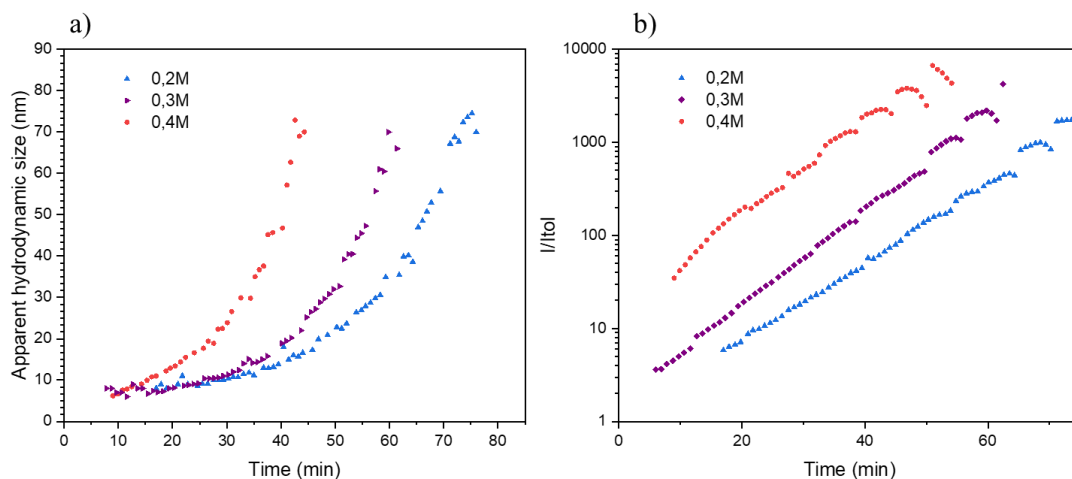 a)
90
80
70
60
50
40
30
20
10
0
Apparent hydrodynamic size (nm)
0,2M
0,3M
0,4M
0 10 20 30 40 50 60 70 80
Time (min)
b)
10000
1000
100
10
1
I/Itol
0,2M
0,3M
0,4M
0 20 40 60
Time (min)